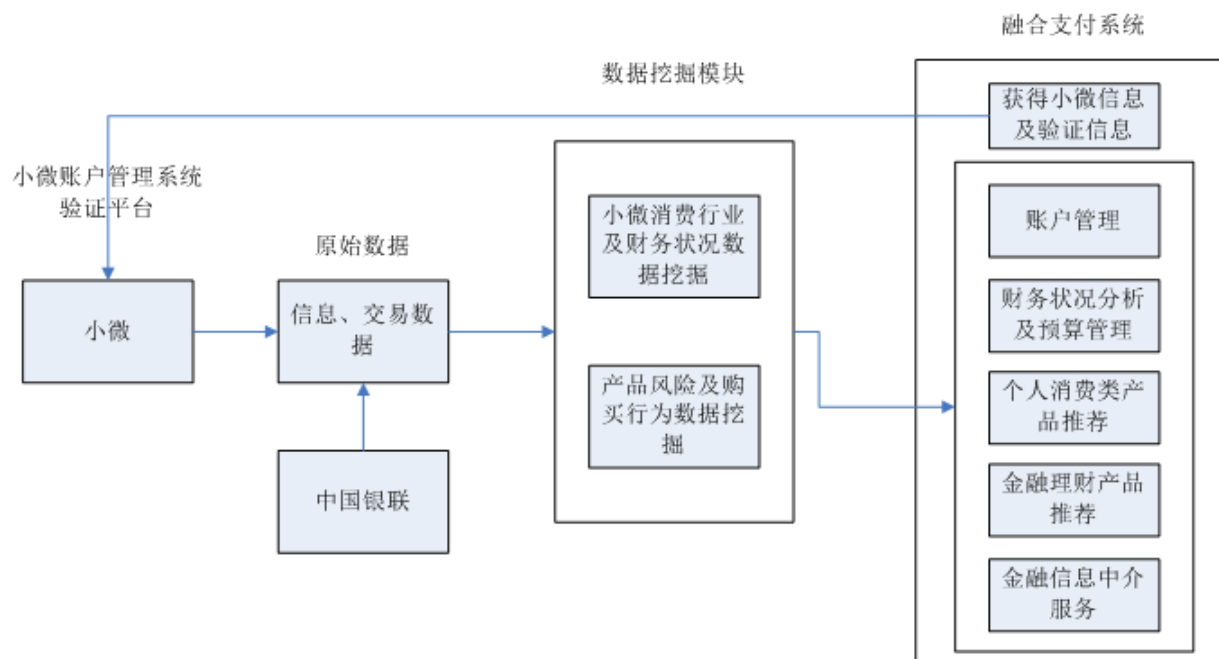 融合支付系统
数据挖掘模块
获得小微信息
及验证信息
小微账户管理系统
验证平台
原始数据
小微
信息、交易数
据
中国银联
小微消费行业
及财务状况数
据挖掘
产品风险及购
买行为数据挖
掘
账户管理
财务状况分析
及预算管理
个人消费类产
品推荐
金融理财产品
推荐
金融信息中介
服务